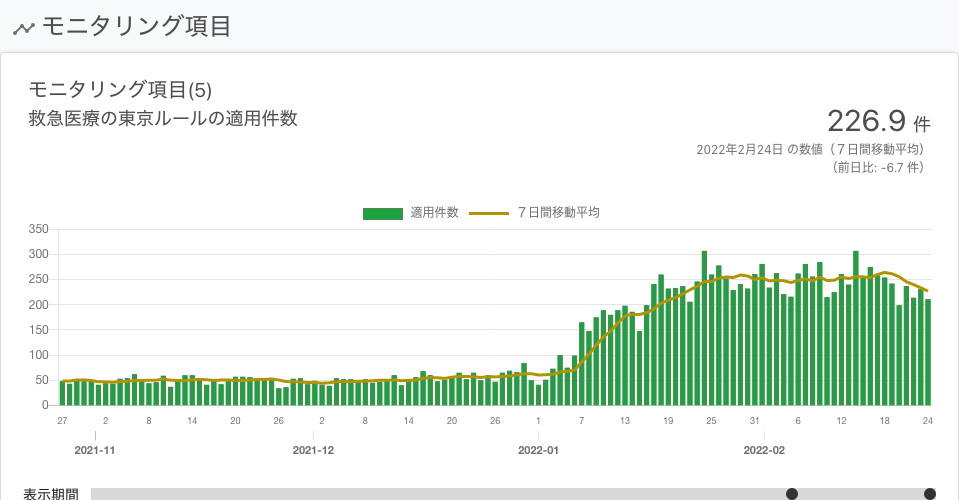 モニタリング項目
モニタリング項目(5)
救急医療の東京ルールの適用件数
226.9 件
2022年2月24日 の数値（７日間移動平均）
（前日比: -6.7 件）
適用件数 ７日間移動平均
350
300
250
200
150
100
50
0
27 2 8 14 20 26 2 8 14 20 26 1 7 13 19 25 31 6 12 18 24
2021-11 2021-12 2022-01 2022-02
表示期間